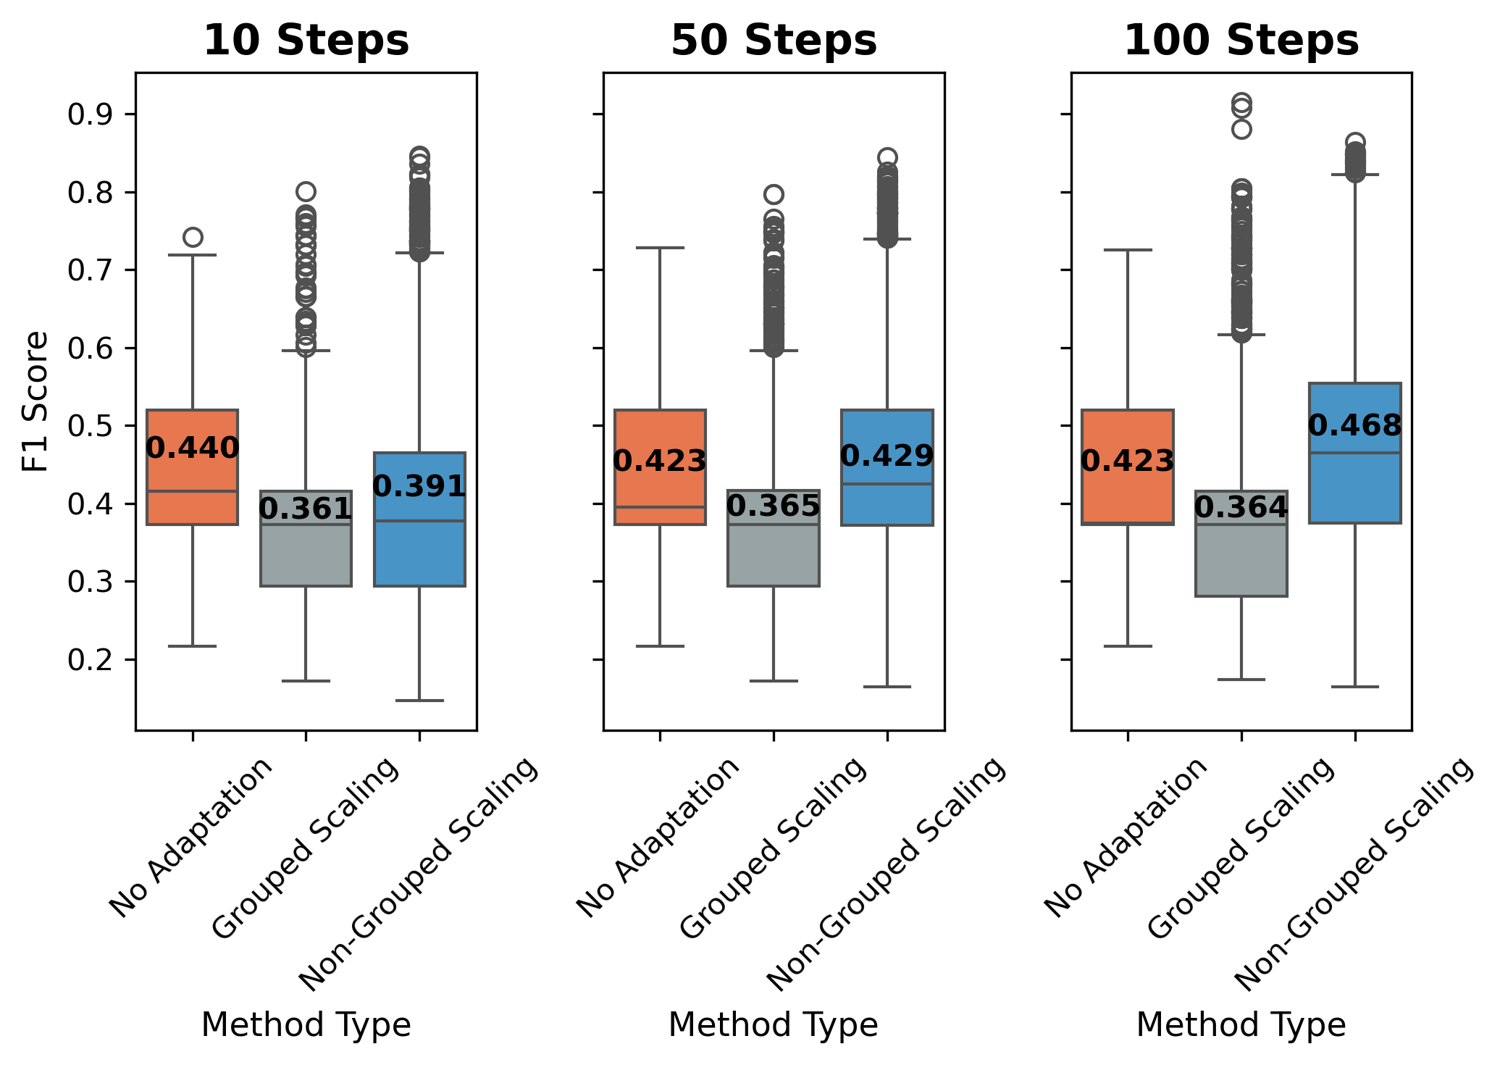 10 Steps
50 Steps
100 Steps
F1 Score
0.9
0.8
0.7
0.6
0.5
0.4
0.3
0.2
0.440
0.361
0.391
0.423
0.365
0.429
0.423
0.364
0.468
No Adaptation
Grouped Scaling
Non-Grouped Scaling
No Adaptation
Grouped Scaling
Non-Grouped Scaling
No Adaptation
Grouped Scaling
Non-Grouped Scaling
Method Type
Method Type
Method Type